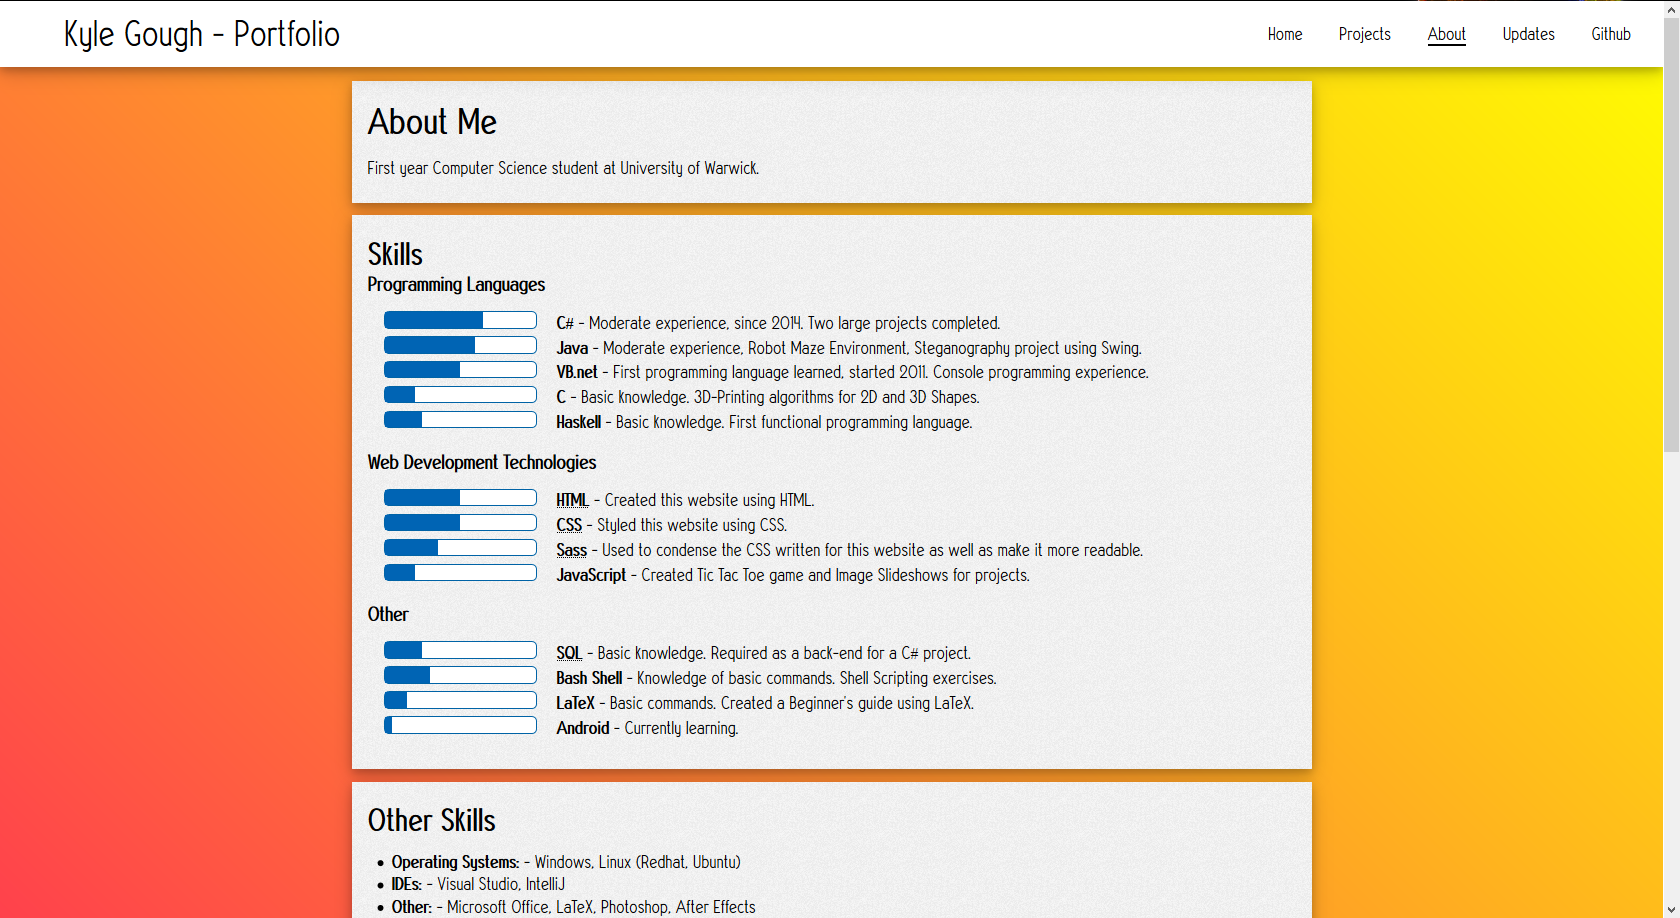 Kyle Gough - Portfolio
Home Projects About Updates Github
About Me
First year Computer Science student at University of Warwick.
Skills
Programming Languages
C# - Moderate experience, since 2014. Two large projects completed.
Java - Moderate experience, Robot Maze Environment, Steganography project using Swing.
VB.net - First programming language learned, started 2011. Console programming experience.
C - Basic knowledge. 3D-Printing algorithms for 2D and 3D Shapes.
Haskell - Basic knowledge. First functional programming language.
Web Development Technologies
HTML - Created this website using HTML.
CSS - Styled this website using CSS.
Sass - Used to condense the CSS written for this website as well as make it more readable.
JavaScript - Created Tic Tac Toe game and Image Slideshows for projects.
Other
SQL - Basic knowledge. Required as a back-end for a C# project.
Bash Shell - Knowledge of basic commands. Shell Scripting exercises.
LaTeX - Basic commands. Created a Beginner's guide using LaTeX.
Android - Currently learning.
Other Skills
• Operating Systems: - Windows, Linux (Redhat, Ubuntu)
• IDEs: - Visual Studio, IntelliJ
• Other: - Microsoft Office, LaTeX, Photoshop, After Effects